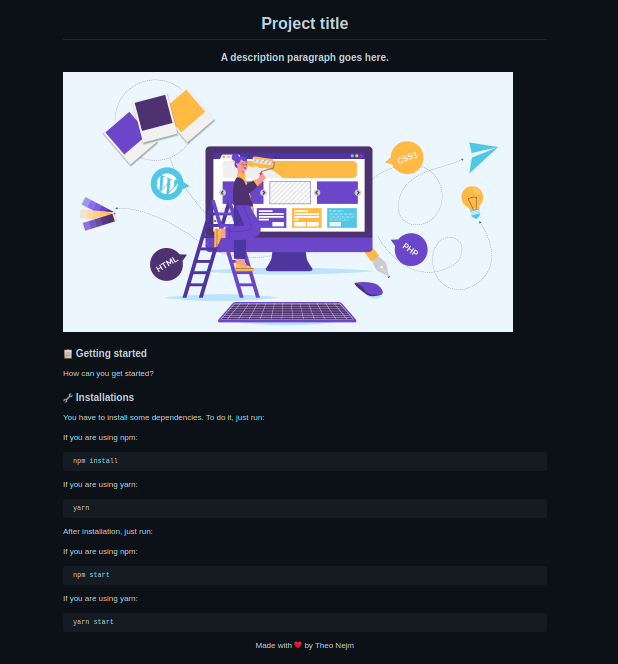 Project title
A description paragraph goes here.
CSS3
HTML
PHP
📋 Getting started
How can you get started?
🔧 Installations
You have to install some dependencies. To do it, just run:
If you are using npm:
npm install
If you are using yarn:
yarn
After installation, just run:
If you are using npm:
npm start
If you are using yarn:
yarn start
Made with ❤️ by Theo Nejm